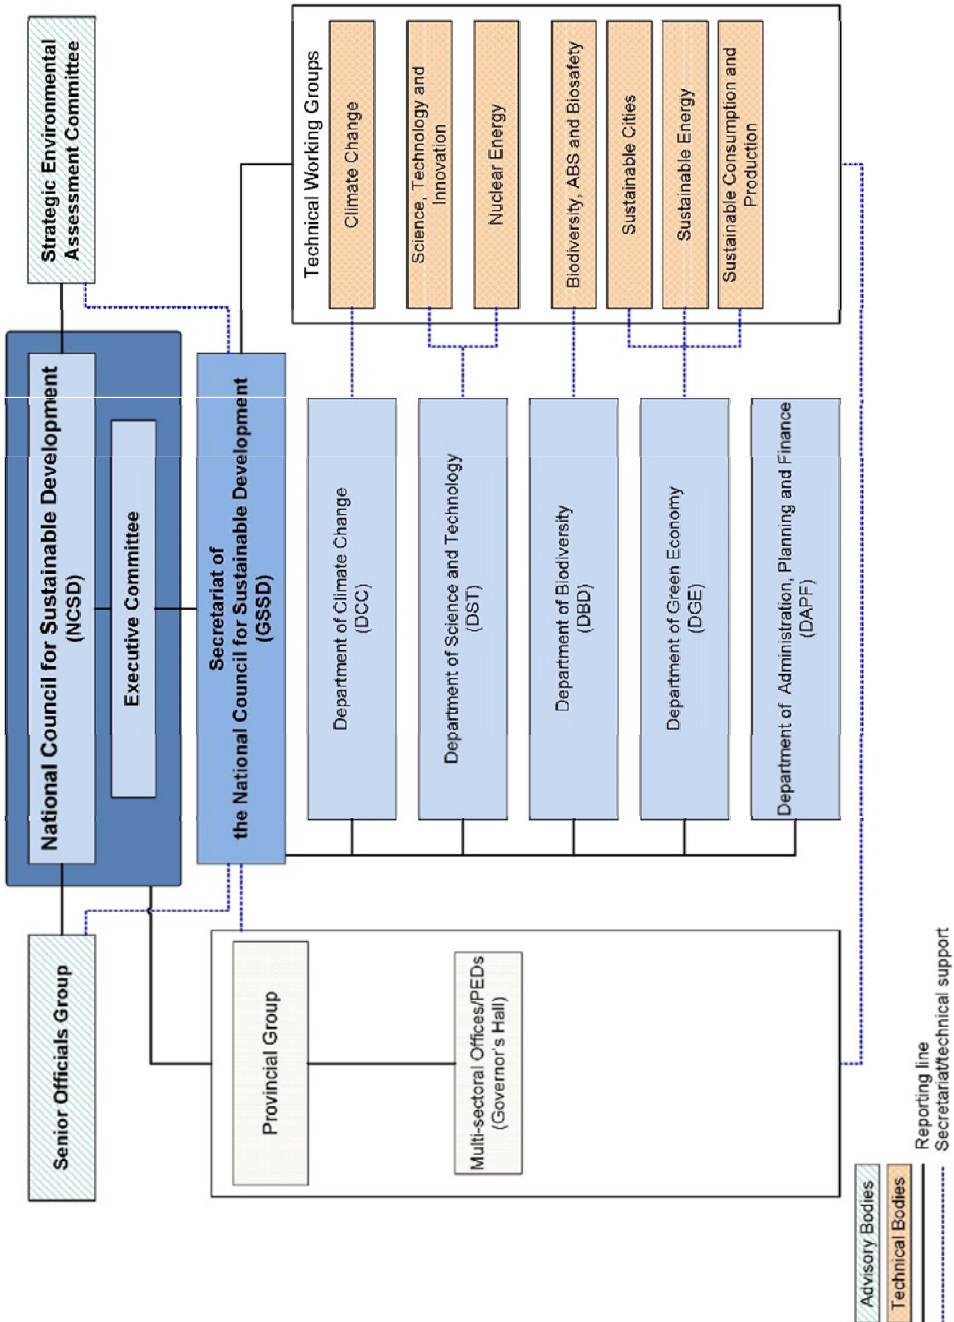 Senior Officials Group
National Council for Sustainable Development
(NCSD)
Executive Committee
Strategic Environmental
Assessment Committee
Secretariat of
the National Council for Sustainable Development
(GSSD)
Provincial Group
Multi-sectoral Offices/PEDs
(Governor's Hall)
Department of Climate Change
(DCC)
Department of Science and Technology
(DST)
Department of Biodiversity
(DBD)
Department of Green Economy
(DGE)
Department of Administration, Planning and Finance
(DAPF)
Technical Working Groups
Climate Change
Science, Technology and
Innovation
Nuclear Energy
Biodiversity, ABS and Biosafety
Sustainable Cities
Sustainable Energy
Sustainable Consumption and
Production
Advisory Bodies
Technical Bodies
Reporting line
Secretariat/technical support